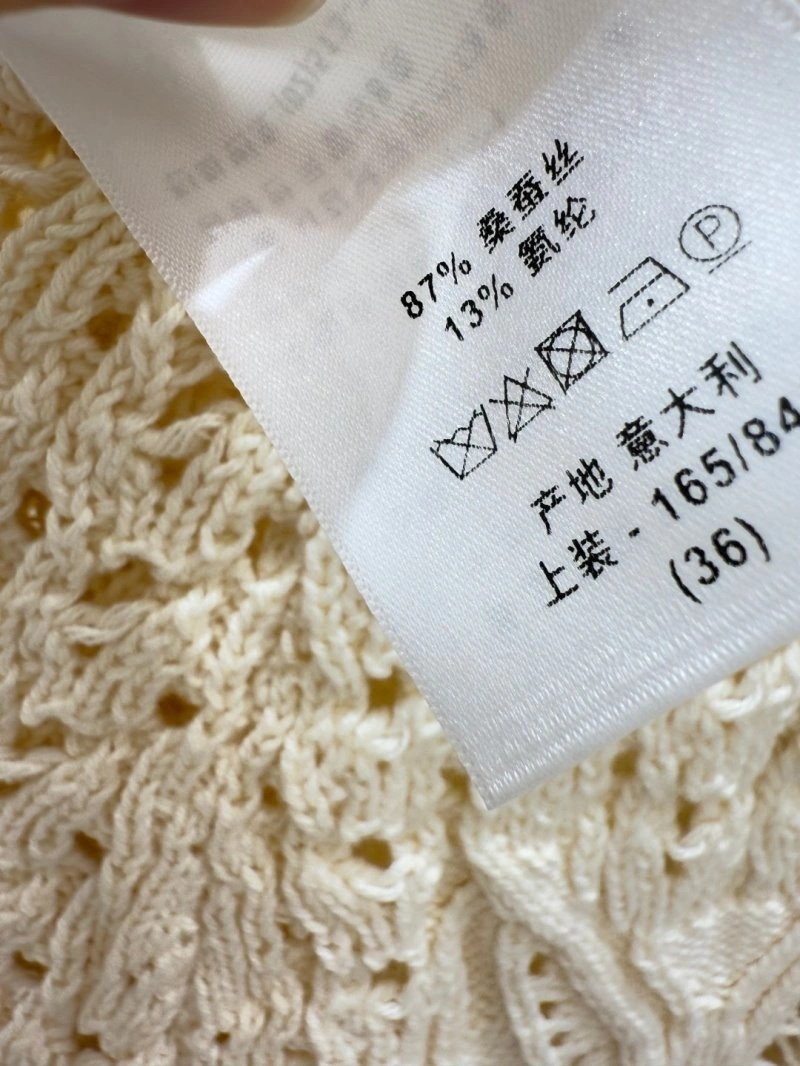 87% 桑蚕丝
13% 氨纶
P
产地 意大利
上装 - 165/84
(36)